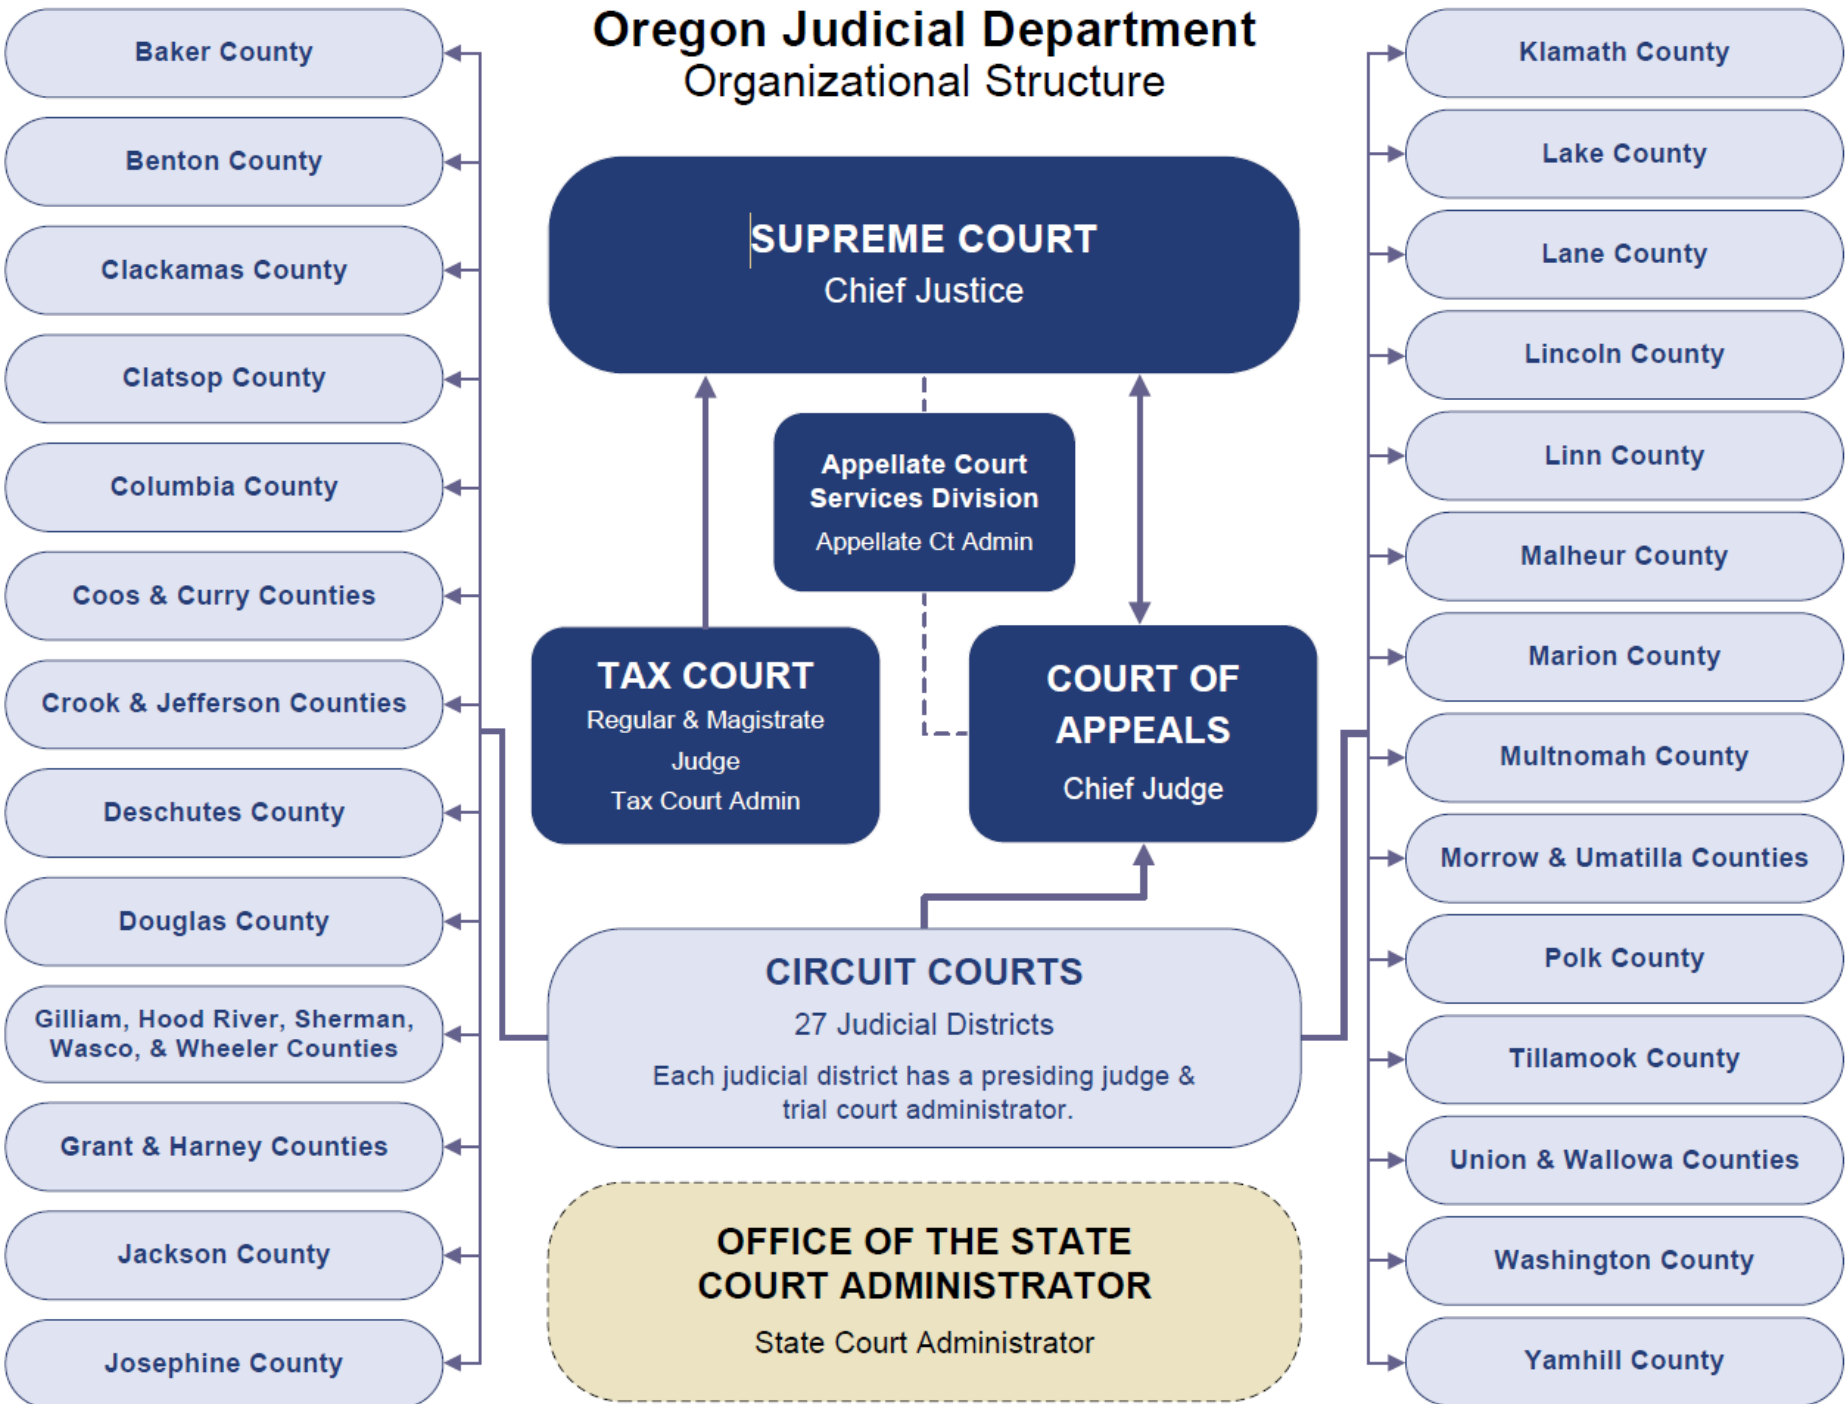 Oregon Judicial Department
Organizational Structure
Baker County
Benton County
Clackamas County
Clatsop County
Columbia County
Coos & Curry Counties
Crook & Jefferson Counties
Deschutes County
Douglas County
Gilliam, Hood River, Sherman,
Wasco, & Wheeler Counties
Grant & Harney Counties
Jackson County
Josephine County
SUPREME COURT
Chief Justice
Appellate Court
Services Division
Appellate Ct Admin
TAX COURT
Regular & Magistrate
Judge
Tax Court Admin
COURT OF
APPEALS
Chief Judge
CIRCUIT COURTS
27 Judicial Districts
Each judicial district has a presiding judge &
trial court administrator.
OFFICE OF THE STATE
COURT ADMINISTRATOR
State Court Administrator
Klamath County
Lake County
Lane County
Lincoln County
Linn County
Malheur County
Marion County
Multnomah County
Morrow & Umatilla Counties
Polk County
Tillamook County
Union & Wallowa Counties
Washington County
Yamhill County